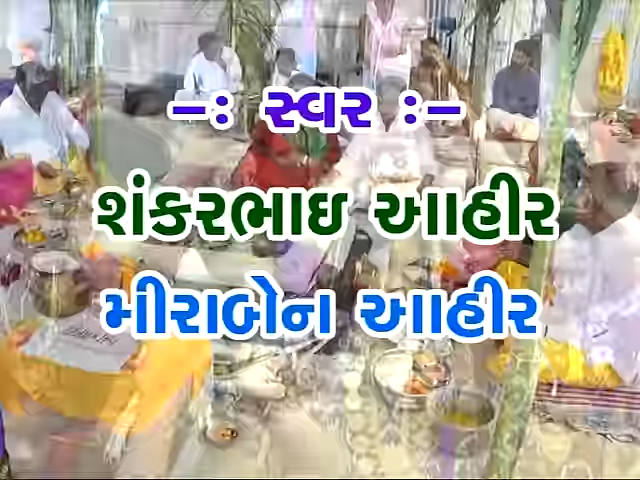 -: સ્વર :-
શંકરભાઇ આહીર
મીરાબેન આહીર